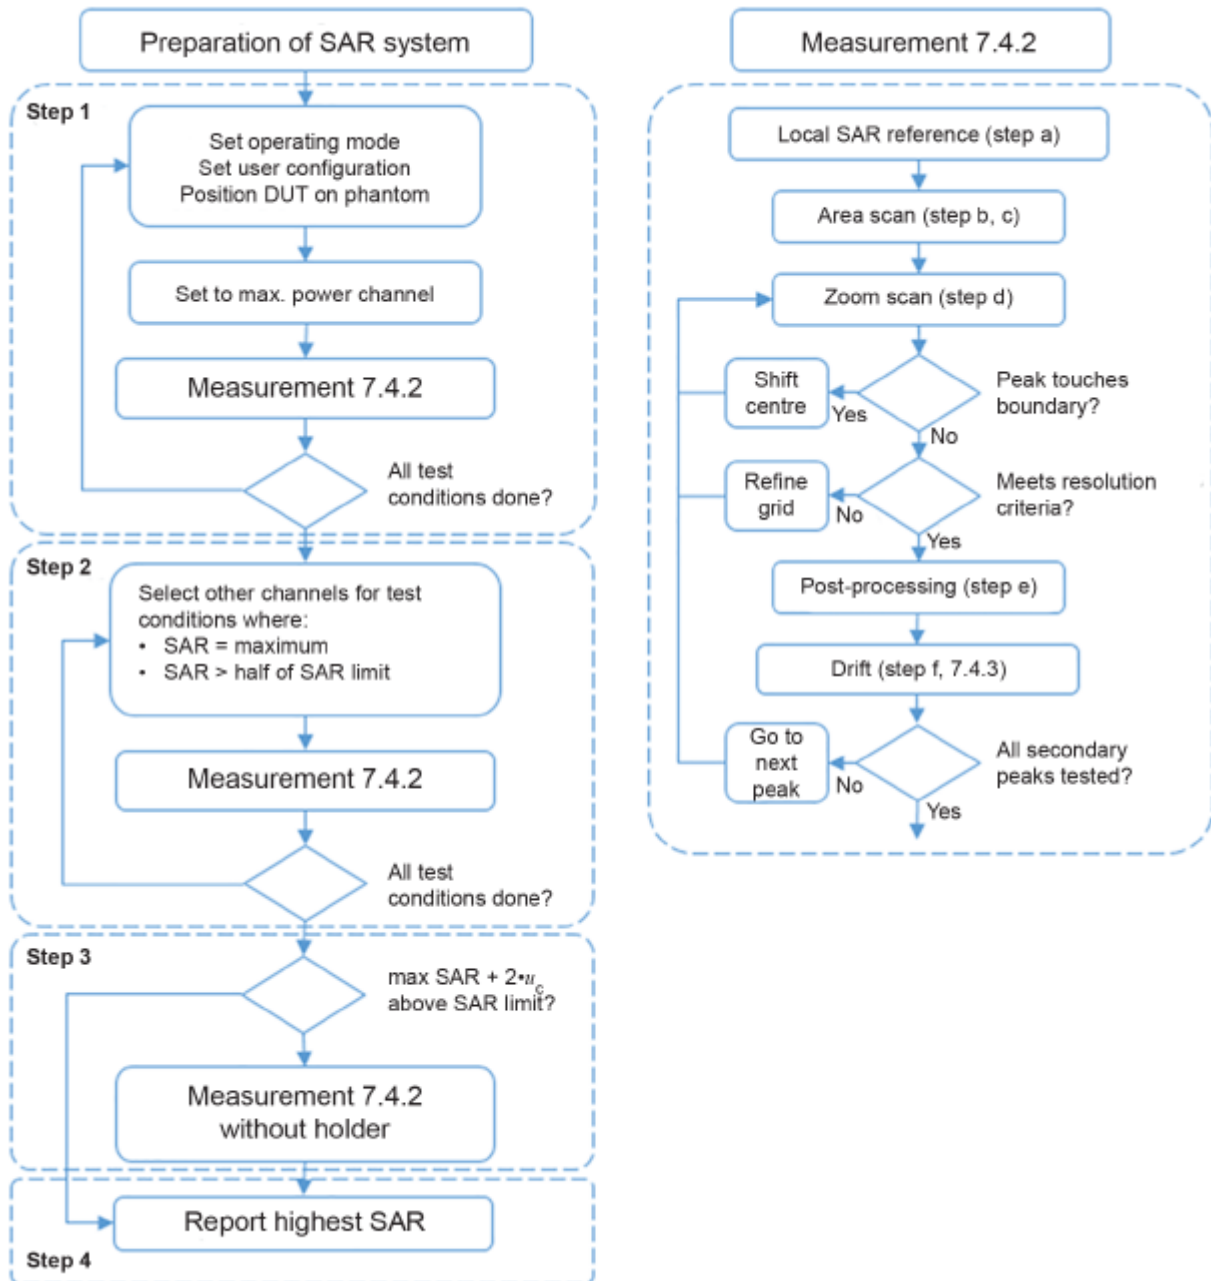 Preparation of SAR system
Step 1
Set operating mode
Set user configuration
Position DUT on phantom
Set to max. power channel
Measurement 7.4.2
All test
conditions done?
Step 2
Select other channels for test
conditions where:
• SAR = maximum
• SAR > half of SAR limit
Measurement 7.4.2
All test
conditions done?
Step 3
max SAR + 2•uc
above SAR limit?
Measurement 7.4.2
without holder
Report highest SAR
Step 4
Measurement 7.4.2
Local SAR reference (step a)
Area scan (step b, c)
Zoom scan (step d)
Shift
centre
Yes
Peak touches
boundary?
No
Refine
grid
No
Meets resolution
criteria?
Yes
Post-processing (step e)
Drift (step f, 7.4.3)
Go to
next
peak
No
All secondary
peaks tested?
Yes